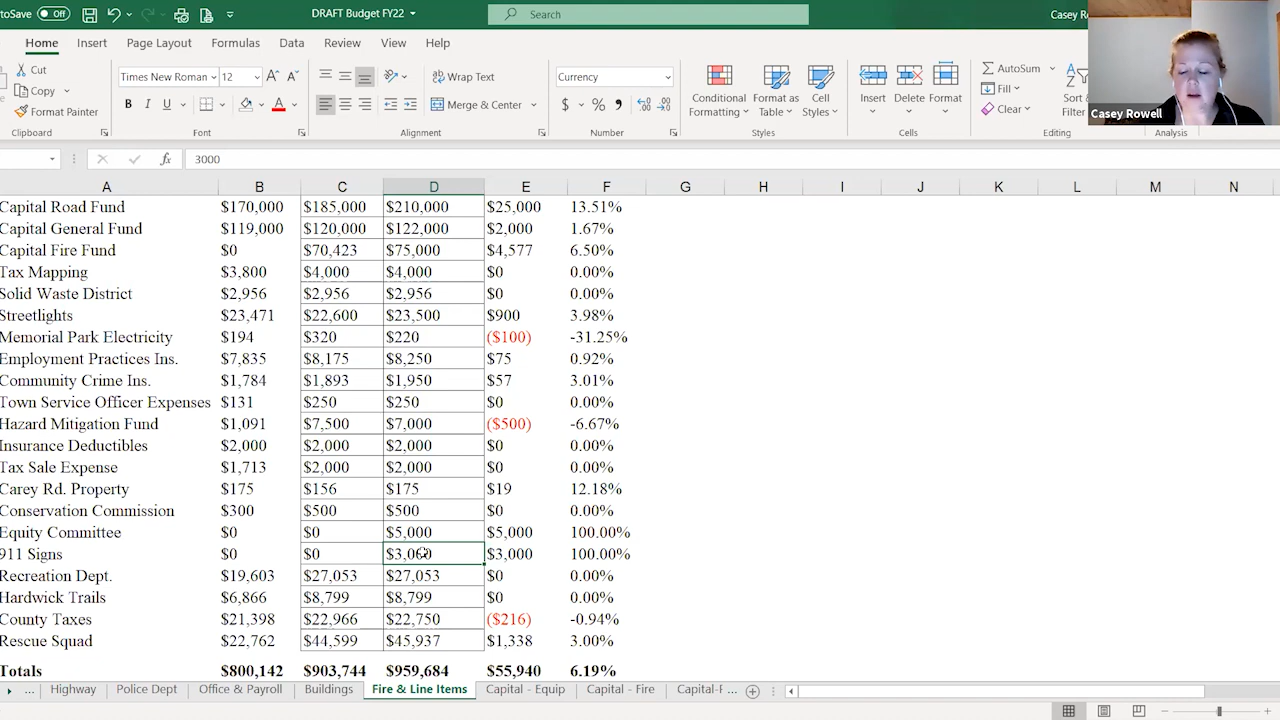 toSave Off DRAFT Budget FY22 Search Casey Rowell
Home Insert Page Layout Formulas Data Review View Help
Cut Times New Roman 12 Wrap Text Currency AutoSum
Copy Merge & Center Conditional Formatting Format as Table Cell Styles Insert Delete Format Fill Sort & Filter
Format Painter Clear
Casey Rowell
Clipboard Font Alignment Number Styles Cells Editing Analysis
fx 3000
A B C D E F G H I J K L M N
Capital Road Fund $170,000 $185,000 $210,000 $25,000 13.51%
Capital General Fund $119,000 $120,000 $122,000 $2,000 1.67%
Capital Fire Fund $0 $70,423 $75,000 $4,577 6.50%
Tax Mapping $3,800 $4,000 $4,000 $0 0.00%
Solid Waste District $2,956 $2,956 $2,956 $0 0.00%
Streetlights $23,471 $22,600 $23,500 $900 3.98%
Memorial Park Electricity $194 $320 $220 ($100) -31.25%
Employment Practices Ins. $7,835 $8,175 $8,250 $75 0.92%
Community Crime Ins. $1,784 $1,893 $1,950 $57 3.01%
Town Service Officer Expenses $131 $250 $250 $0 0.00%
Hazard Mitigation Fund $1,091 $7,500 $7,000 ($500) -6.67%
Insurance Deductibles $2,000 $2,000 $2,000 $0 0.00%
Tax Sale Expense $1,713 $2,000 $2,000 $0 0.00%
Carey Rd. Property $175 $156 $175 $19 12.18%
Conservation Commission $300 $500 $500 $0 0.00%
Equity Committee $0 $0 $5,000 $5,000 100.00%
911 Signs $0 $0 $3,000 $3,000 100.00%
Recreation Dept. $19,603 $27,053 $27,053 $0 0.00%
Hardwick Trails $6,866 $8,799 $8,799 $0 0.00%
County Taxes $21,398 $22,966 $22,750 ($216) -0.94%
Rescue Squad $22,762 $44,599 $45,937 $1,338 3.00%
Totals $800,142 $903,744 $959,684 $55,940 6.19%
... Highway Police Dept Office & Payroll Buildings Fire & Line Items Capital - Equip Capital - Fire Capital-F ...